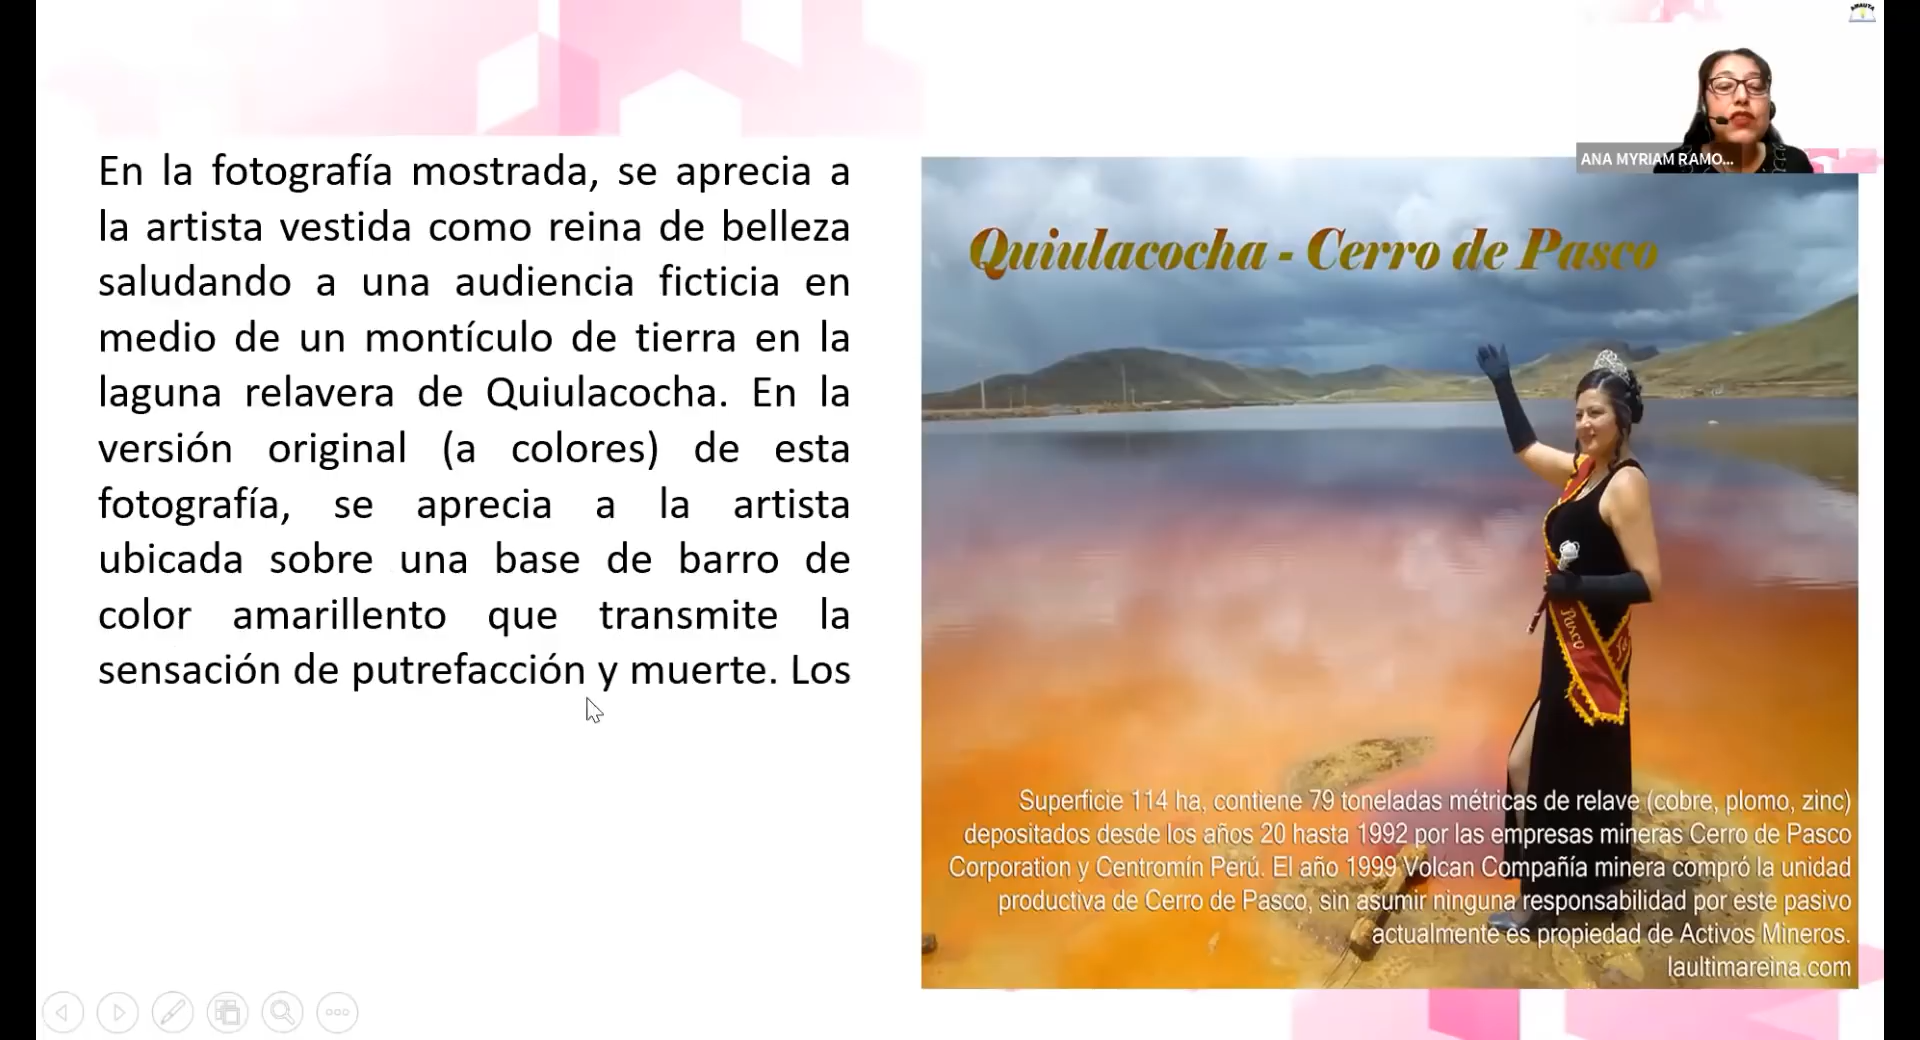 AMAUTA
ANA MYRIAM RAMO...
En la fotografía mostrada, se aprecia a
la artista vestida como reina de belleza
saludando a una audiencia ficticia en
medio de un montículo de tierra en la
laguna relavera de Quiulacocha. En la
versión original (a colores) de esta
fotografía, se aprecia a la artista
ubicada sobre una base de barro de
color amarillento que transmite la
sensación de putrefacción y muerte. Los
Quiulacocha - Cerro de Pasco
Pasco
Superficie 114 ha, contiene 79 toneladas métricas de relave (cobre, plomo, zinc)
depositados desde los años 20 hasta 1992 por las empresas mineras Cerro de Pasco
Corporation y Centromín Perú. El año 1999 Volcan Compañía minera compró la unidad
productiva de Cerro de Pasco, sin asumir ninguna responsabilidad por este pasivo
actualmente es propiedad de Activos Mineros.
laultimareina.com